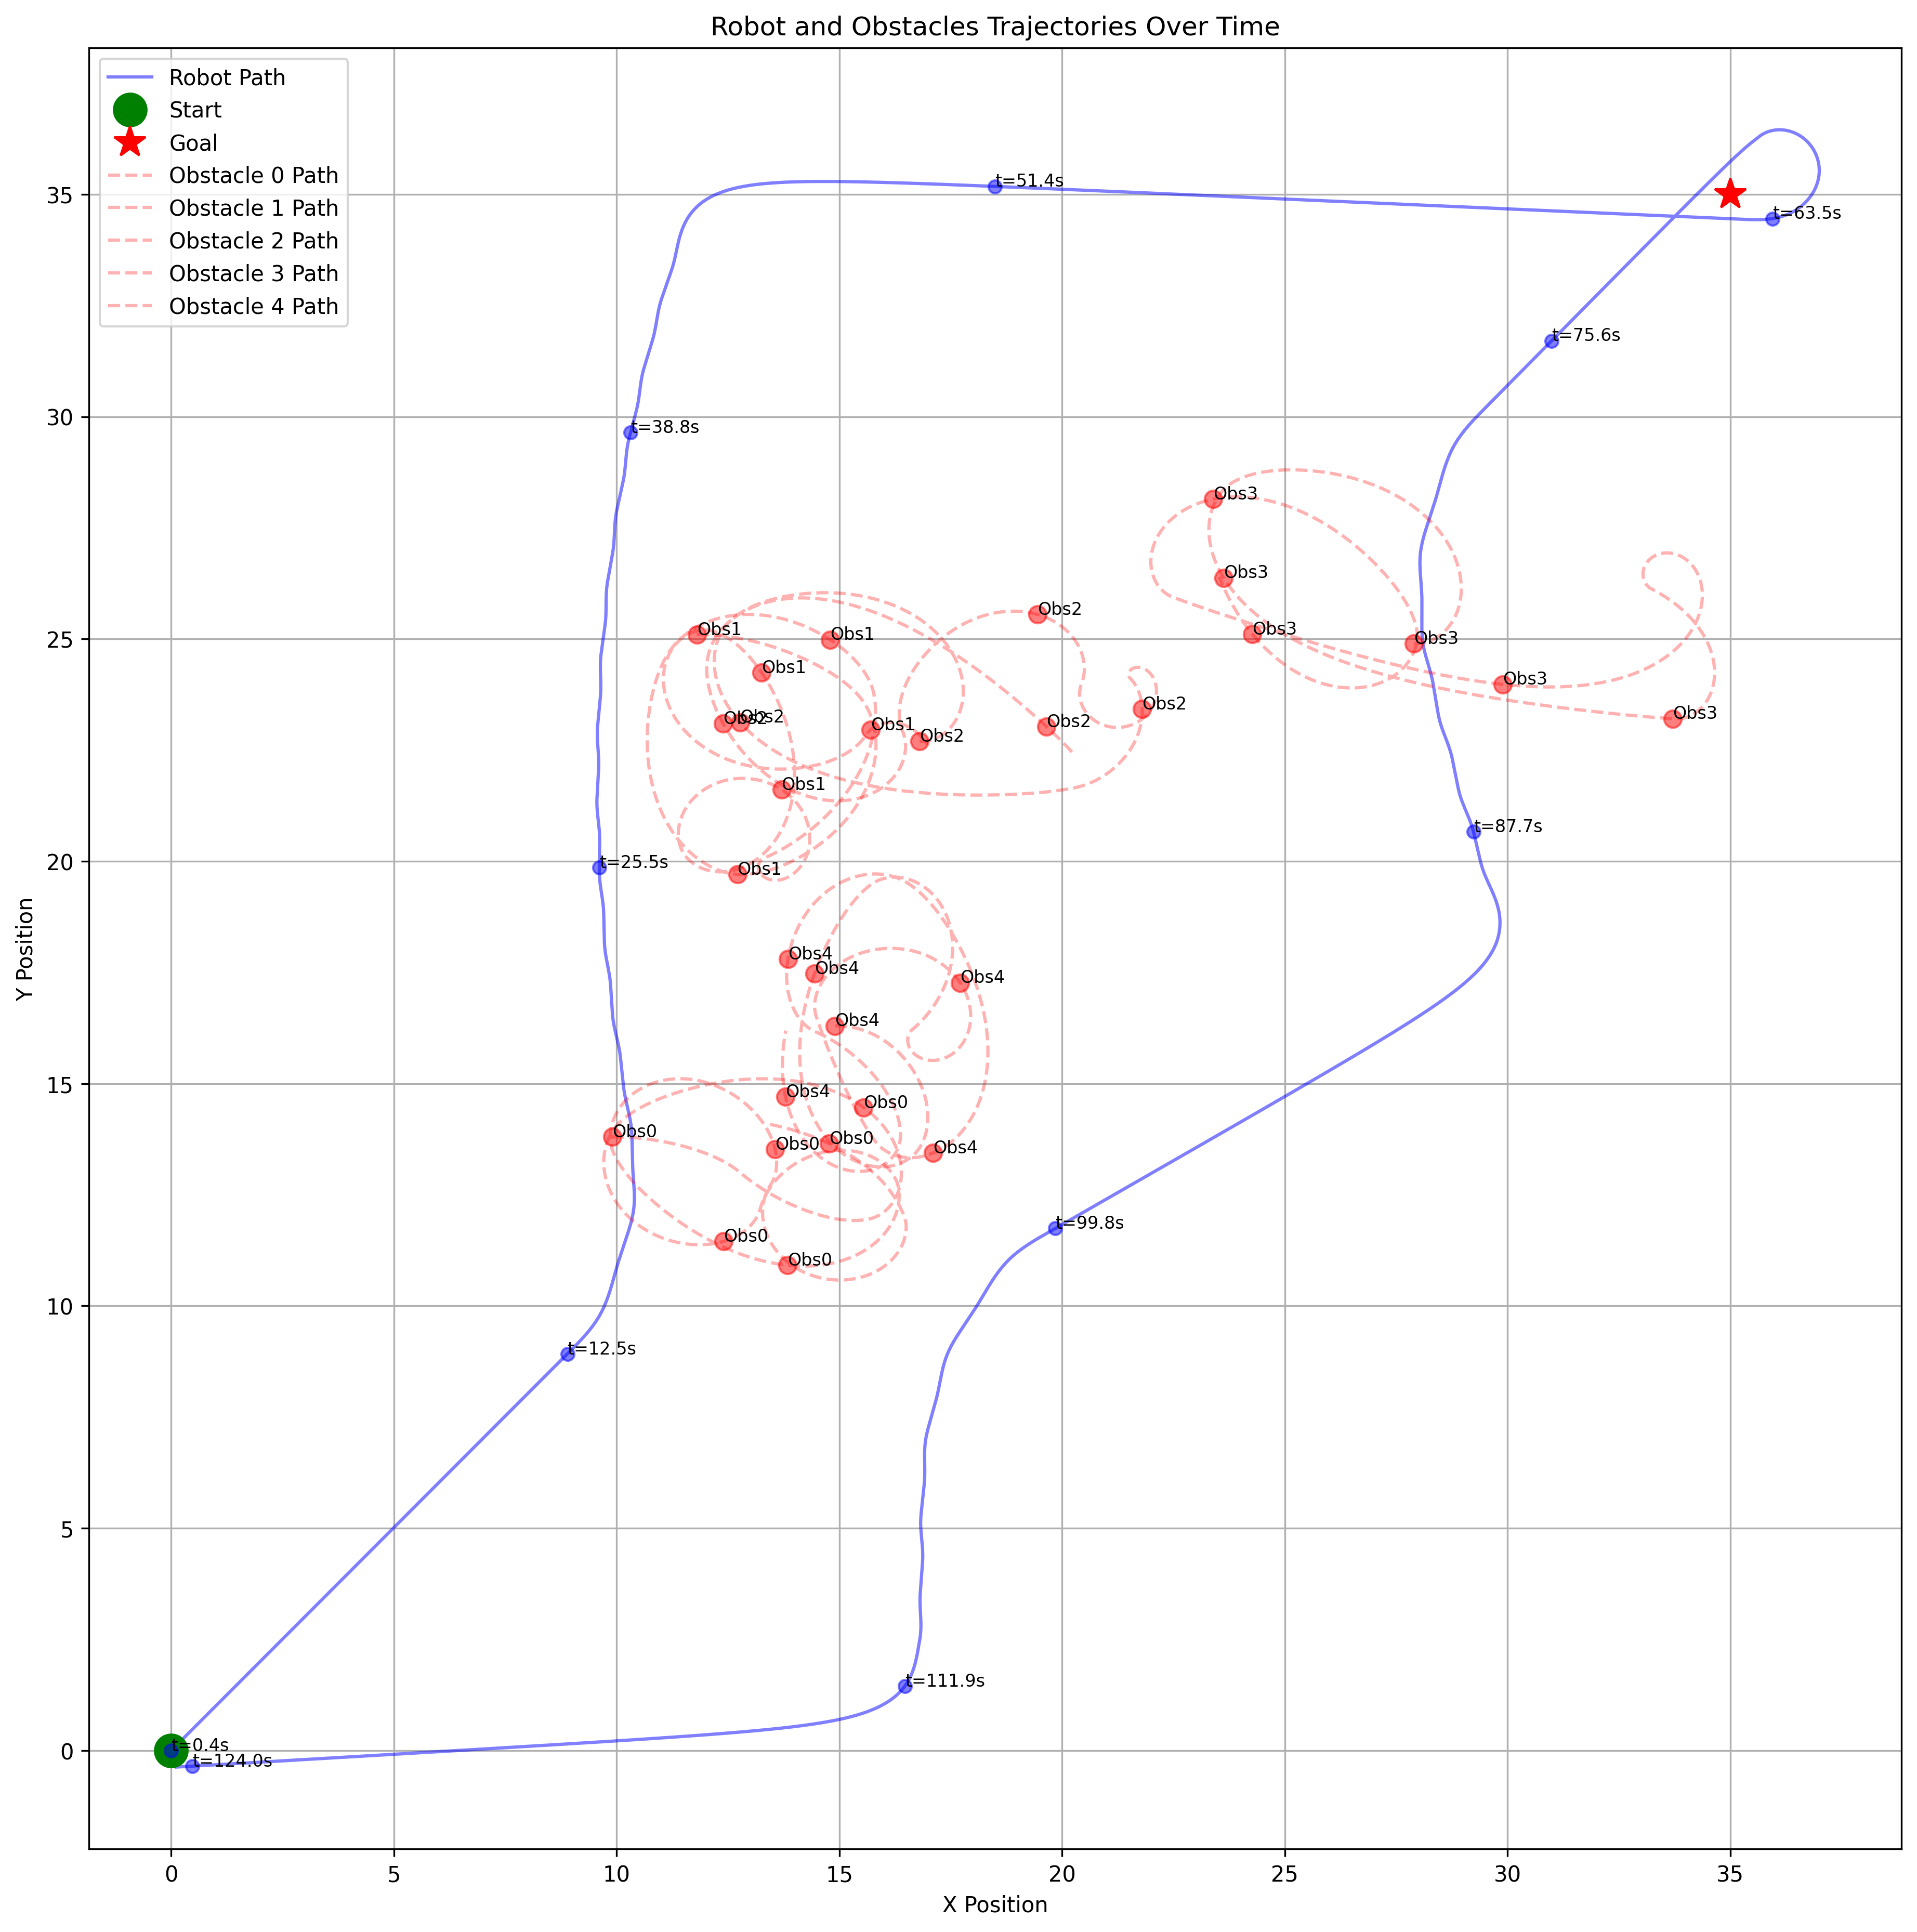 Robot and Obstacles Trajectories Over Time
Robot Path
Start
Goal
Obstacle 0 Path
Obstacle 1 Path
Obstacle 2 Path
Obstacle 3 Path
Obstacle 4 Path
t=51.4s
t=63.5s
t=75.6s
t=38.8s
Obs3
Obs3
Obs2
Obs1
Obs1
Obs3
Obs3
Obs1
Obs3
Obs2
Obs2
Obs2
Obs1
Obs2
Obs2
Obs3
Obs1
t=87.7s
t=25.5s
Obs1
Obs4
Obs4
Obs4
Obs4
Obs4
Obs0
Obs0
Obs0
Obs0
Obs4
Obs0
Obs0
t=99.8s
t=12.5s
t=111.9s
t=0.4s
t=124.0s
35
30
25
20
15
10
5
0
Y Position
0
5
10
15
20
25
30
35
X Position